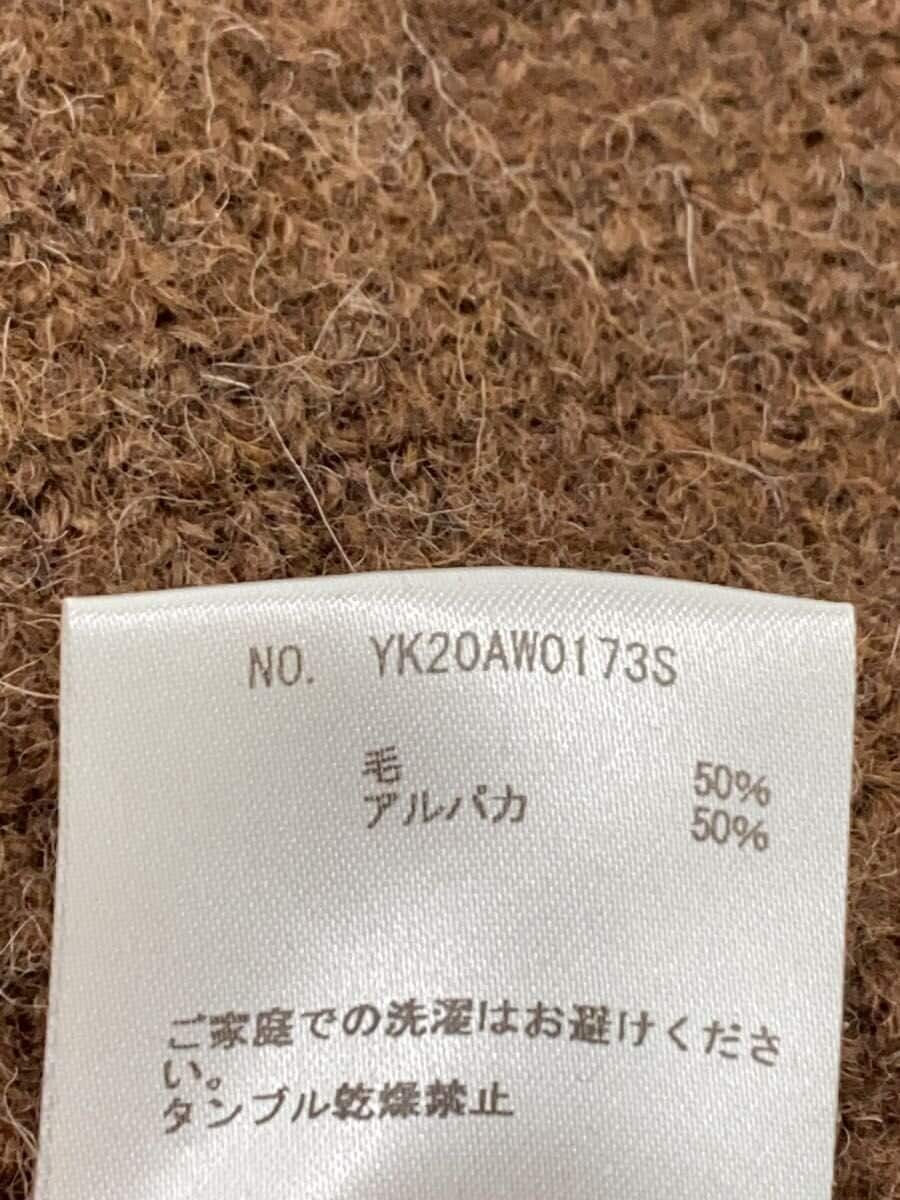 NO. YK20AW0173S
毛 50%
アルパカ 50%
ご家庭での洗濯はお避けくださ
い。
タンブル乾燥禁止